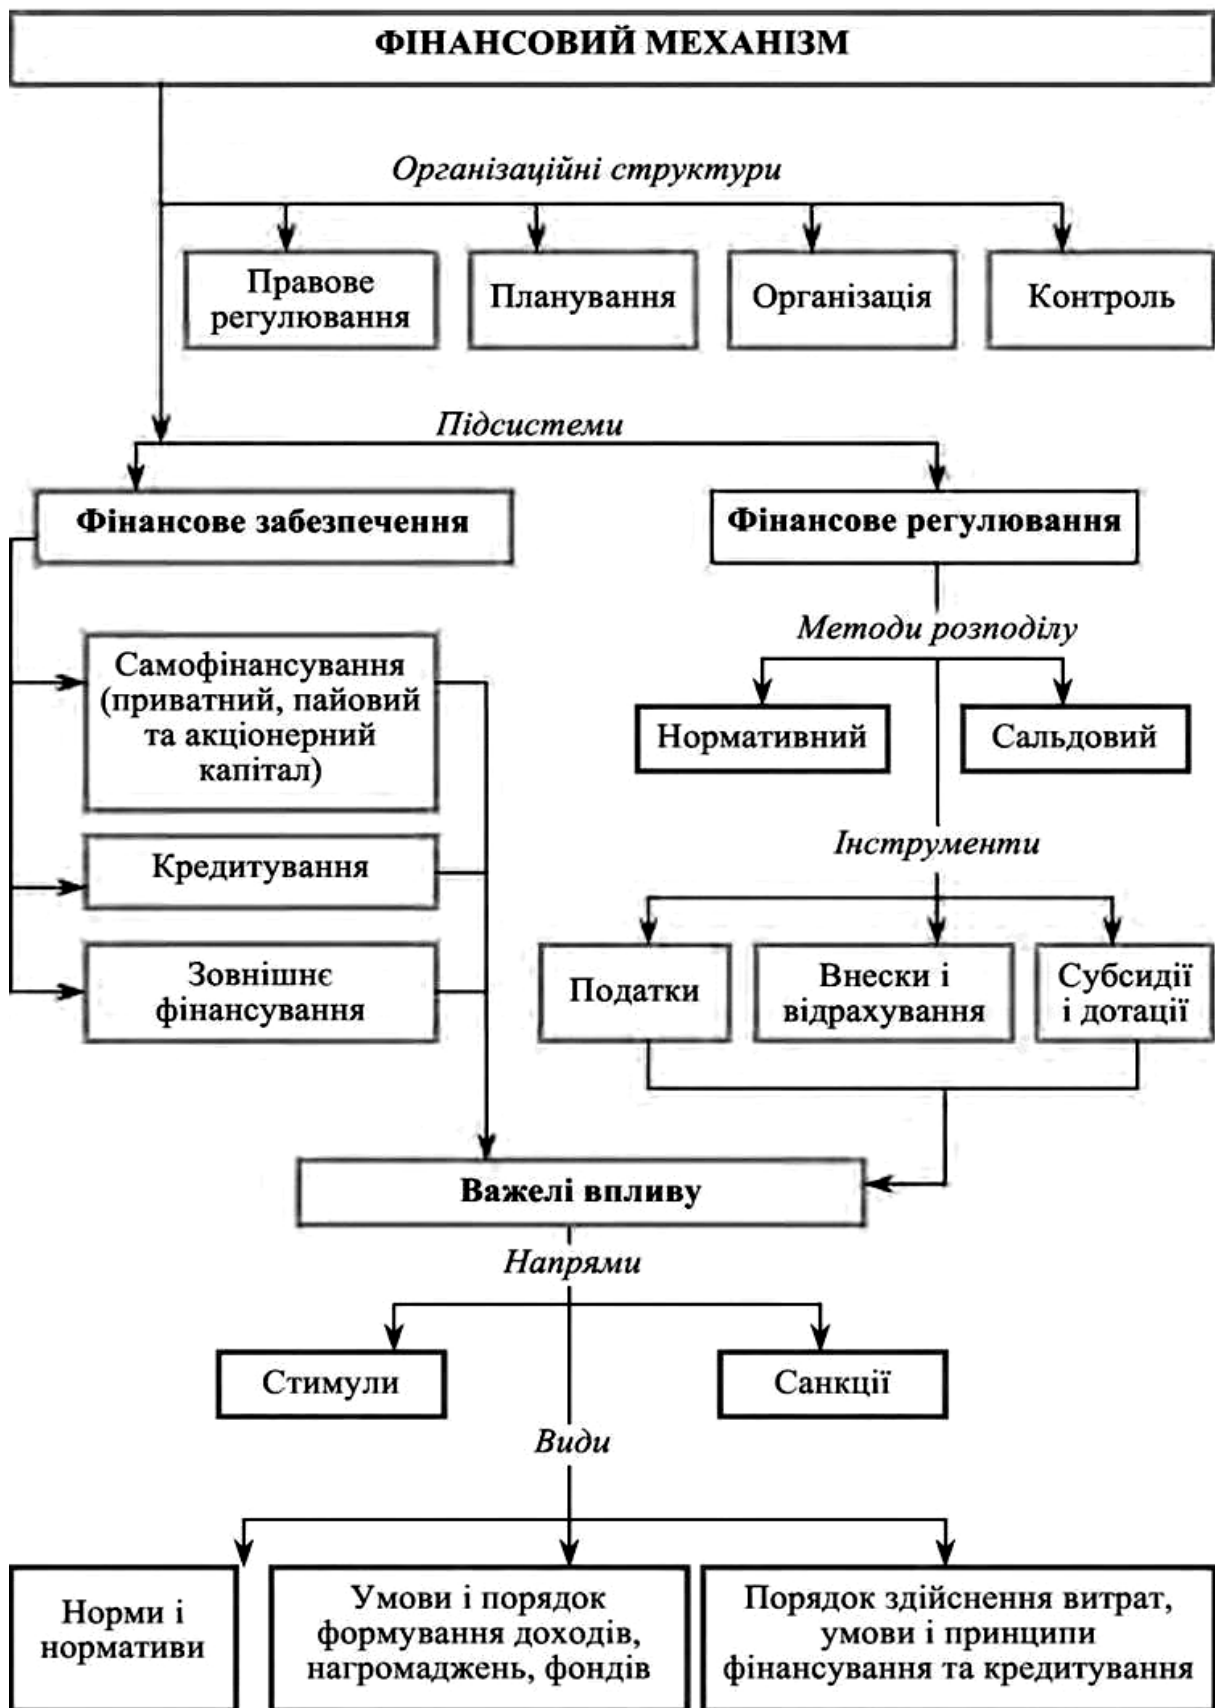 ФІНАНСОВИЙ МЕХАНІЗМ
Організаційні структури
Правове
регулювання
Планування
Організація
Контроль
Підсистеми
Фінансове забезпечення
Фінансове регулювання
Методи розподілу
Самофінансування
(приватний, пайовий
та акціонерний
капітал)
Нормативний
Сальдовий
Кредитування
Інструменти
Зовнішнє
фінансування
Податки
Внески і
відрахування
Субсидії
і дотації
Важелі впливу
Напрями
Стимули
Санкції
Види
Норми і
нормативи
Умови і порядок
формування доходів,
нагромаджень, фондів
Порядок здійснення витрат,
умови і принципи
фінансування та кредитування